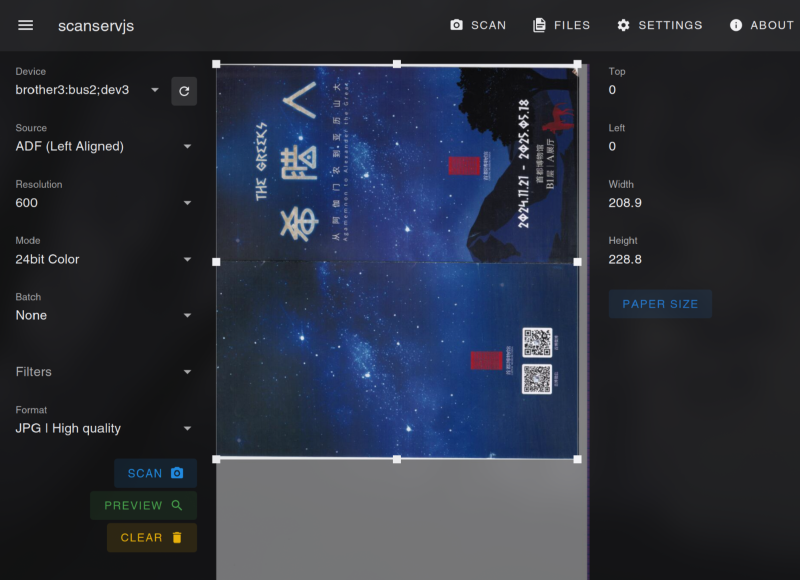 scanservjs
SCAN
FILES
SETTINGS
ABOUT
Device
brother3:bus2;dev3
Source
ADF (Left Aligned)
Resolution
600
Mode
24bit Color
Batch
None
Filters
Format
JPG | High quality
SCAN
PREVIEW
CLEAR
THE GREEKS
希腊人
从阿伽门农到亚历山大
Agamemnon to Alexander the Great
2024.11.21 - 2025.05.18
首都博物馆
B1层 | A展厅
Top
0
Left
0
Width
208.9
Height
228.8
PAPER SIZE